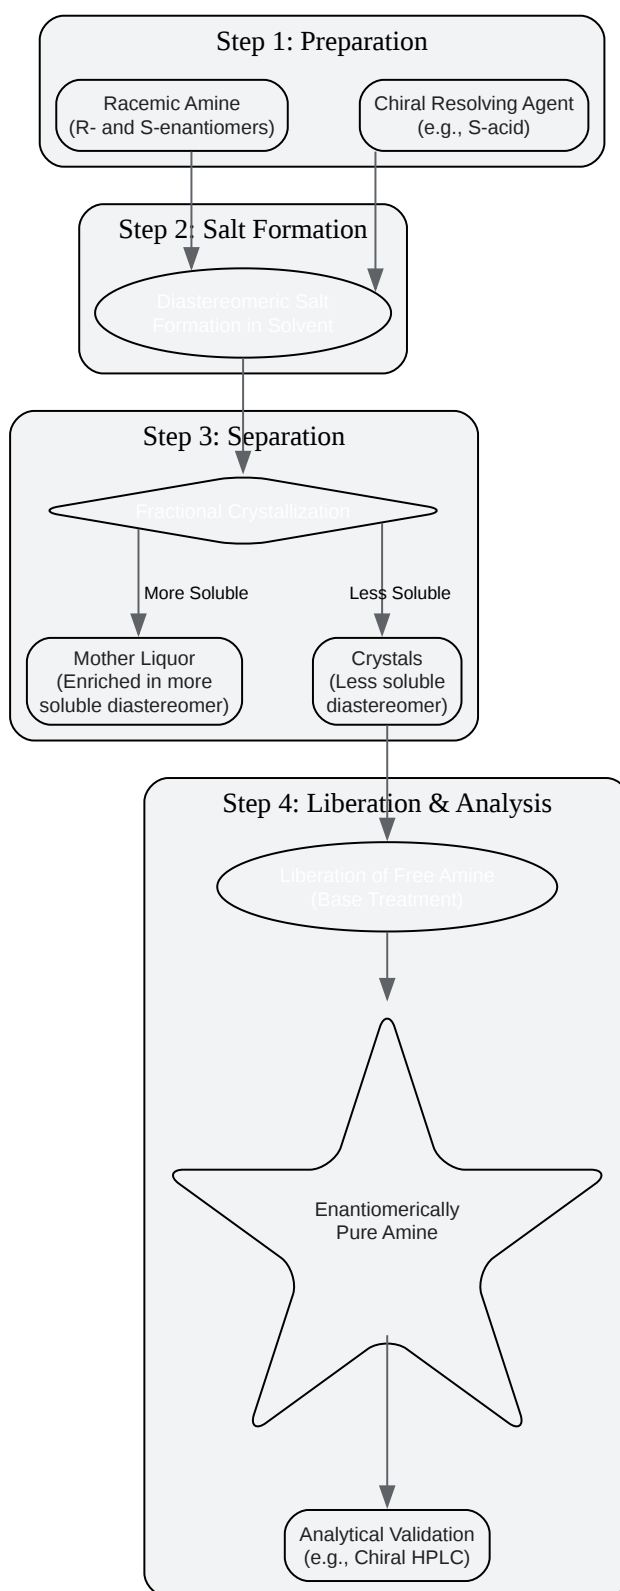 Step 1: Preparation
Racemic Amine
(R- and S-enantiomers)
Chiral Resolving Agent
(e.g., S-acid)
Step 2: Salt Formation
Diastereomeric Salt
Formation in Solvent
Step 3: Separation
Fractional Crystallization
More Soluble
Less Soluble
Mother Liquor
(Enriched in more
soluble diastereomer)
Crystals
(Less soluble
diastereomer)
Step 4: Liberation & Analysis
Liberation of Free Amine
(Base Treatment)
Enantiomerically
Pure Amine
Analytical Validation
(e.g., Chiral HPLC)